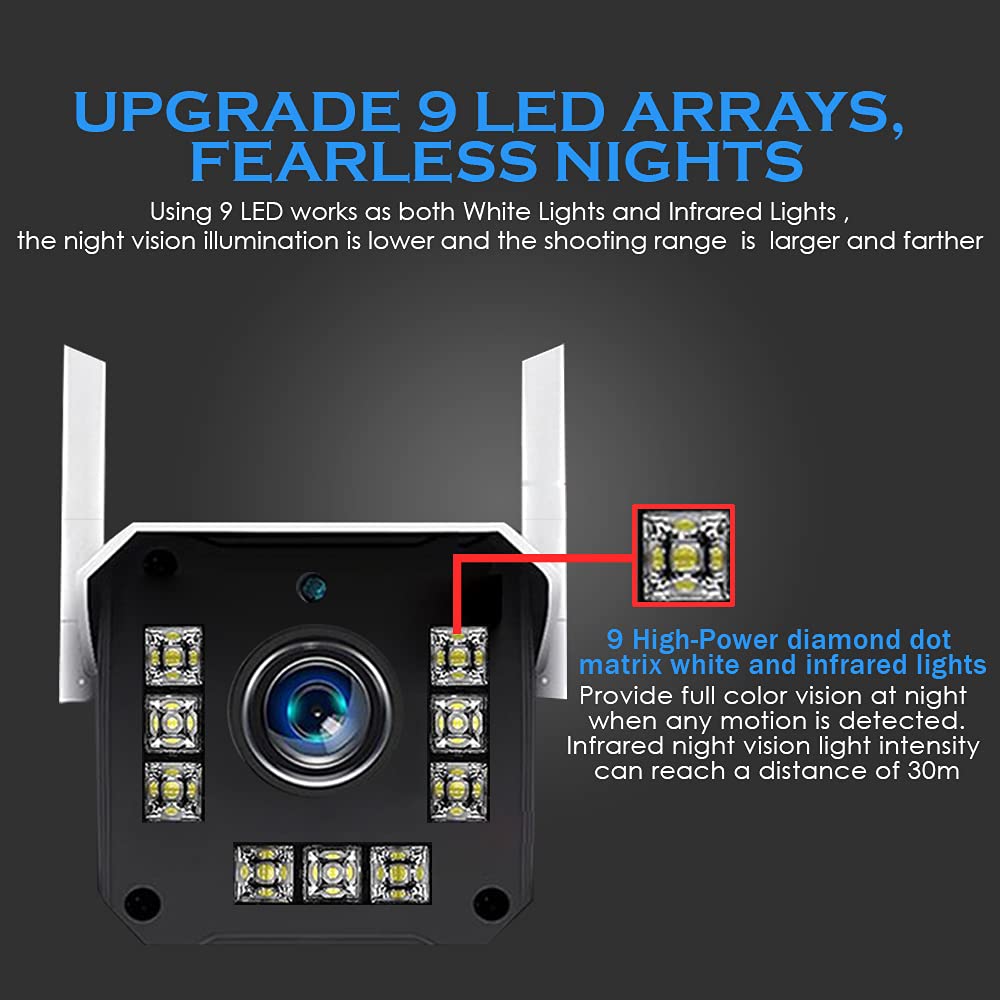 UPGRADE 9 LED ARRAYS,
FEARLESS NIGHTS
Using 9 LED works as both White Lights and Infrared Lights ,
the night vision illumination is lower and the shooting range is larger and farther
9 High-Power diamond dot
matrix white and infrared lights
Provide full color vision at night
when any motion is detected.
Infrared night vision light intensity
can reach a distance of 30m